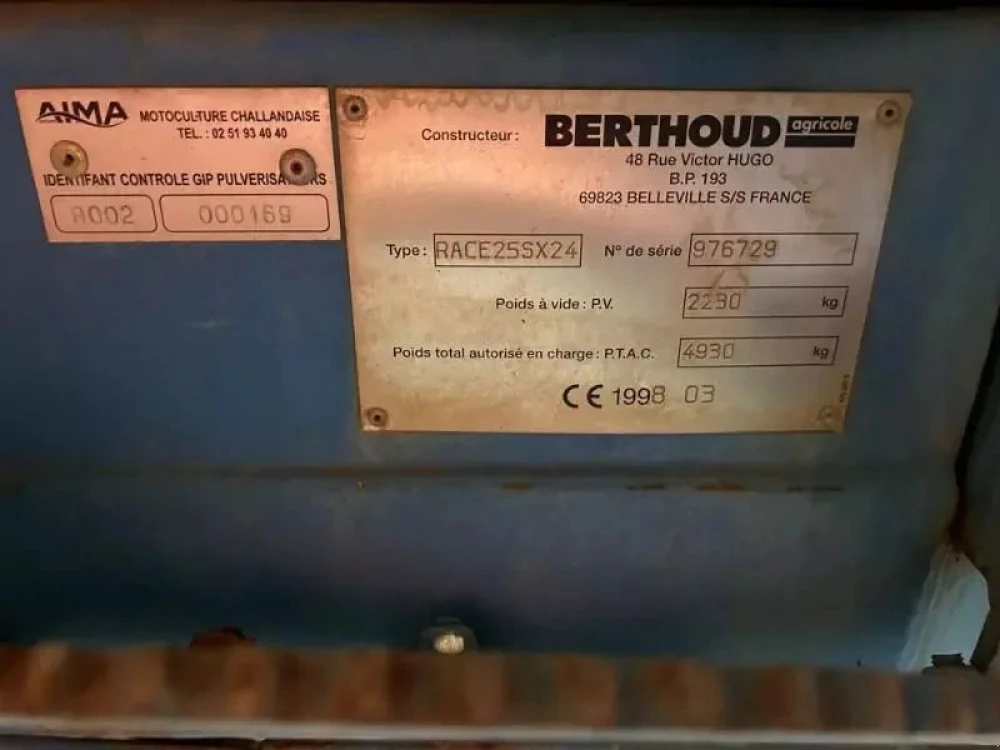 AIMA MOTOCULTURE CHALLANDAISE
TEL. : 02 51 93 40 40
IDENTIFANT CONTROLE GIP PULVERISATEURS
A002 000169
Constructeur : BERTHOUD agricole
48 Rue Victor HUGO
B.P. 193
69823 BELLEVILLE S/S FRANCE
Type : RACE25SX24 N° de série 976729
Poids à vide : P.V. 2230 kg
Poids total autorisé en charge : P.T.A.C. 4930 kg
CE 1998 03